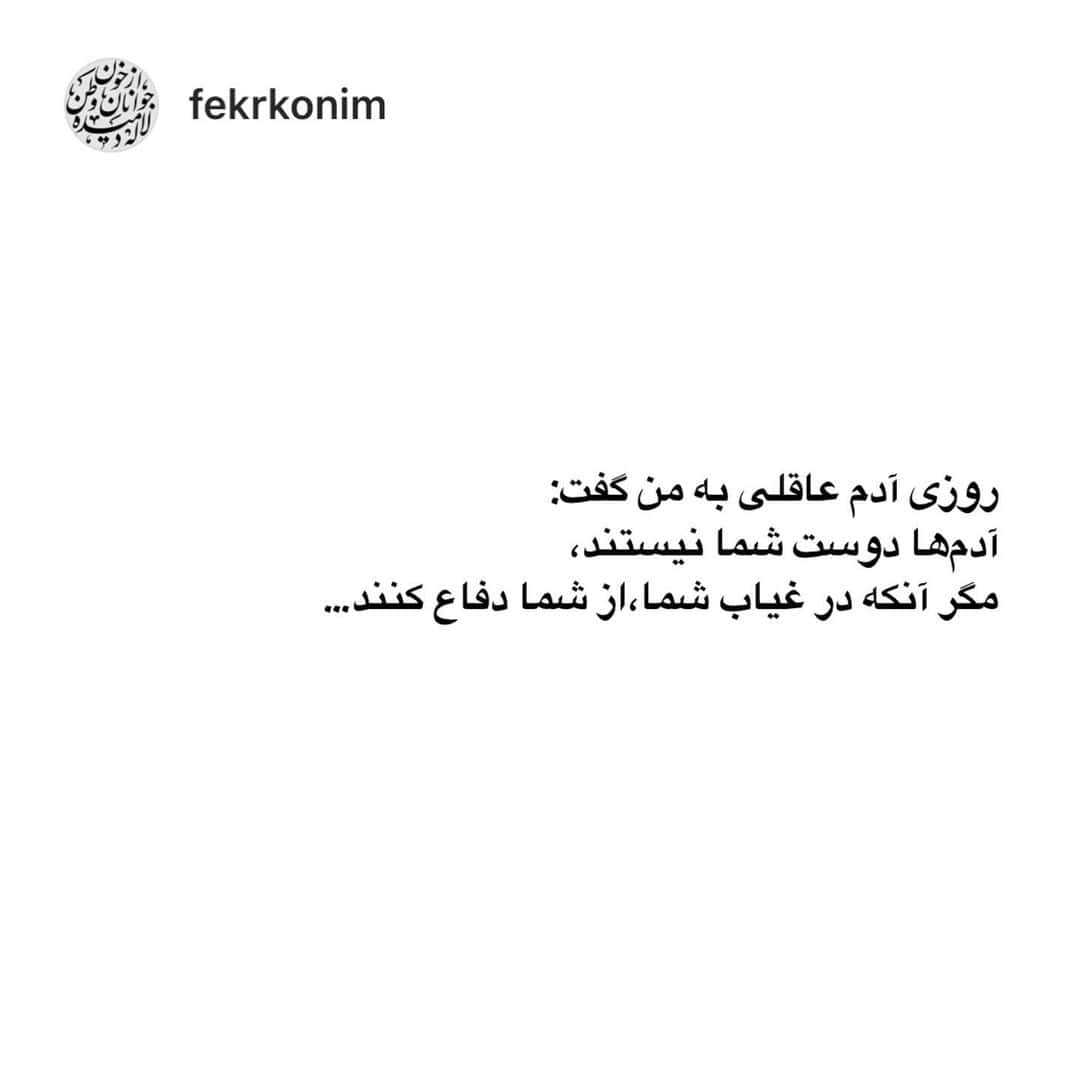 از خون
جوانان وطن
لاله دمیده
fekrkonim
روزی آدم عاقلی به من گفت:
آدم‌ها دوست شما نیستند،
مگر آنکه در غیاب شما،از شما دفاع کنند...